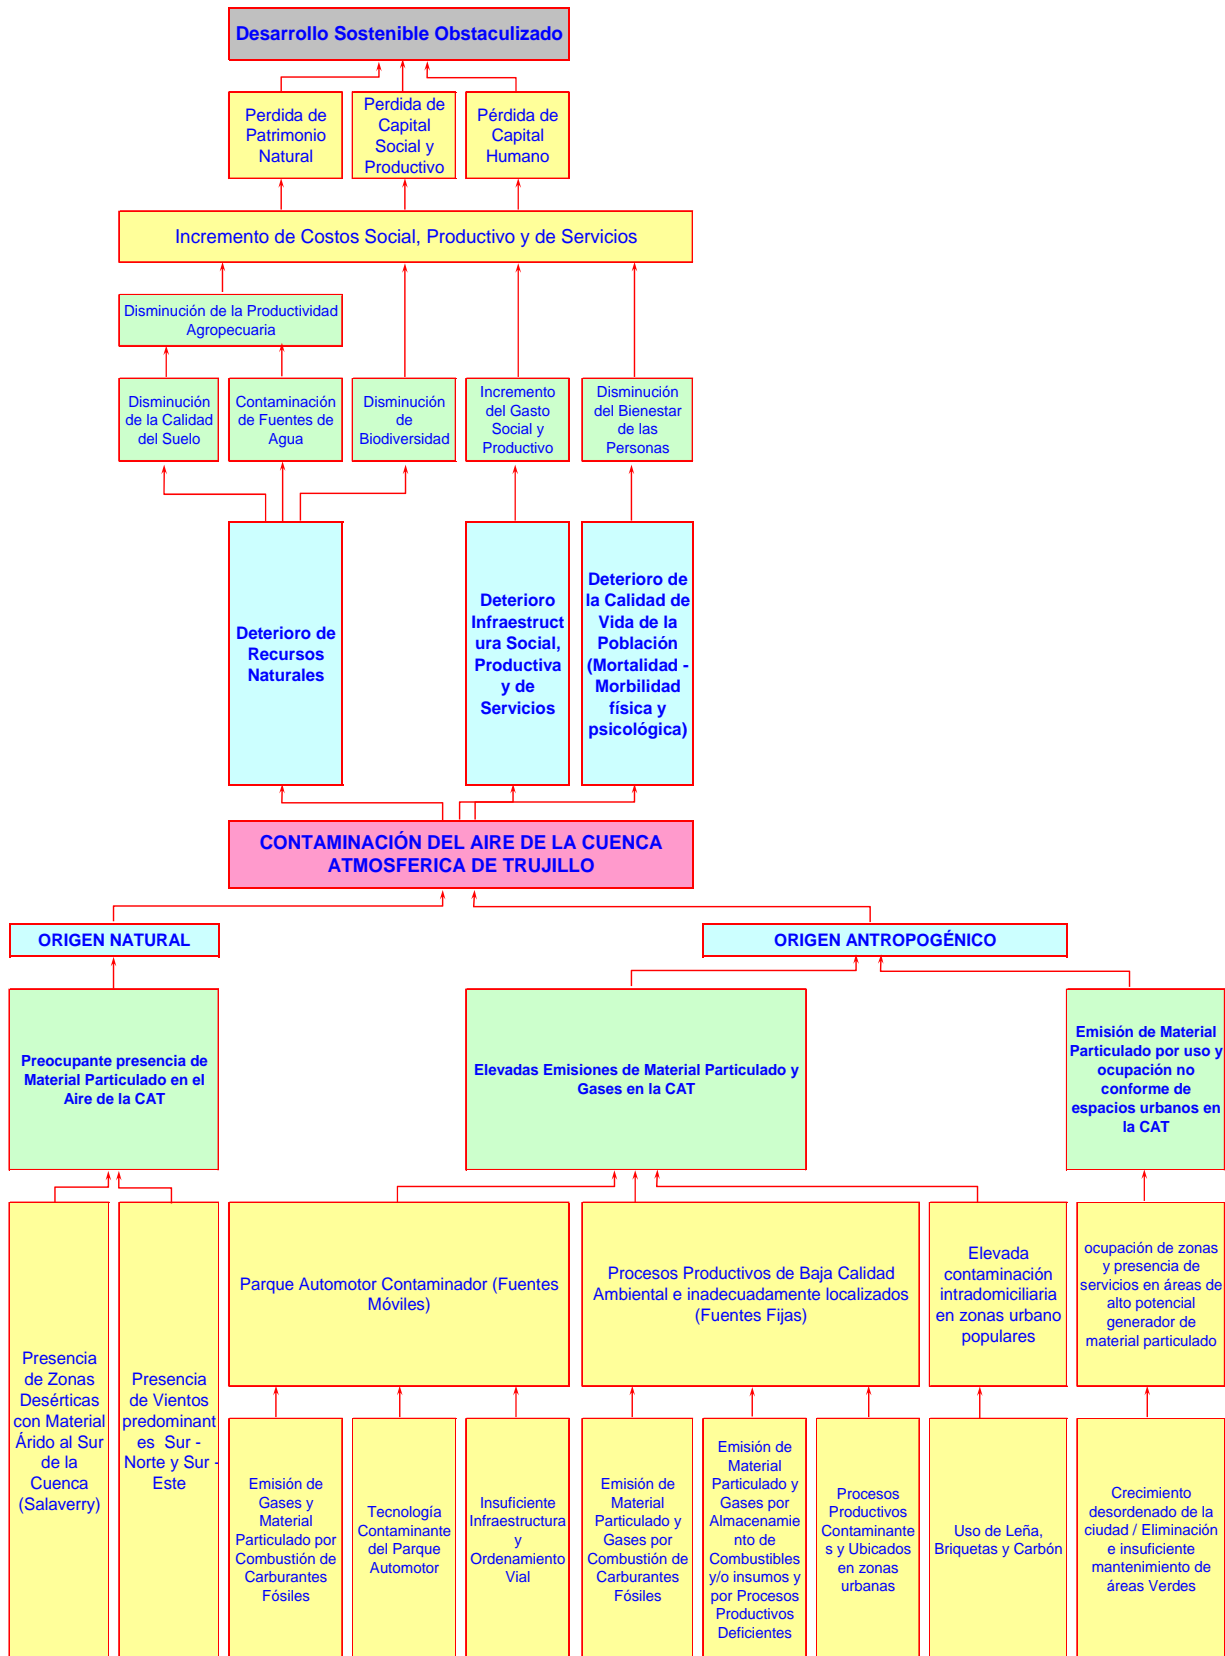 Desarrollo Sostenible Obstaculizado
Perdida de
Patrimonio
Natural
Perdida de
Capital
Social y
Productivo
Pérdida de
Capital
Humano
Incremento de Costos Social, Productivo y de Servicios
Disminución de la Productividad
Agropecuaria
Disminución
de la Calidad
del Suelo
Contaminación
de Fuentes de
Agua
Disminución
de
Biodiversidad
Incremento
del Gasto
Social y
Productivo
Disminución
del Bienestar
de las
Personas
Deterioro de
Recursos
Naturales
Deterioro
Infraestruct
ura Social,
Productiva
y de
Servicios
Deterioro de
la Calidad de
Vida de la
Población
(Mortalidad -
Morbilidad
física y
psicológica)
CONTAMINACIÓN DEL AIRE DE LA CUENCA
ATMOSFERICA DE TRUJILLO
ORIGEN NATURAL
ORIGEN ANTROPOGÉNICO
Preocupante presencia de
Material Particulado en el
Aire de la CAT
Elevadas Emisiones de Material Particulado y
Gases en la CAT
Emisión de Material
Particulado por uso y
ocupación no
conforme de
espacios urbanos en
la CAT
Presencia
de Zonas
Desérticas
con Material
Árido al Sur
de la
Cuenca
(Salaverry)
Presencia
de Vientos
predominant
es Sur -
Norte y Sur -
Este
Parque Automotor Contaminador (Fuentes
Móviles)
Procesos Productivos de Baja Calidad
Ambiental e inadecuadamente localizados
(Fuentes Fijas)
Elevada
contaminación
intradomiciliaria
en zonas urbano
populares
ocupación de zonas
y presencia de
servicios en áreas de
alto potencial
generador de
material particulado
Emisión de
Gases y
Material
Particulado por
Combustión de
Carburantes
Fósiles
Tecnología
Contaminante
del Parque
Automotor
Insuficiente
Infraestructura
y
Ordenamiento
Vial
Emisión de
Material
Particulado y
Gases por
Combustión de
Carburantes
Fósiles
Emisión de
Material
Particulado y
Gases por
Almacenamie
nto de
Combustibles
y/o insumos y
por Procesos
Productivos
Deficientes
Procesos
Productivos
Contaminante
s y Ubicados
en zonas
urbanas
Uso de Leña,
Briquetas y Carbón
Crecimiento
desordenado de la
ciudad / Eliminación
e insuficiente
mantenimiento de
áreas Verdes